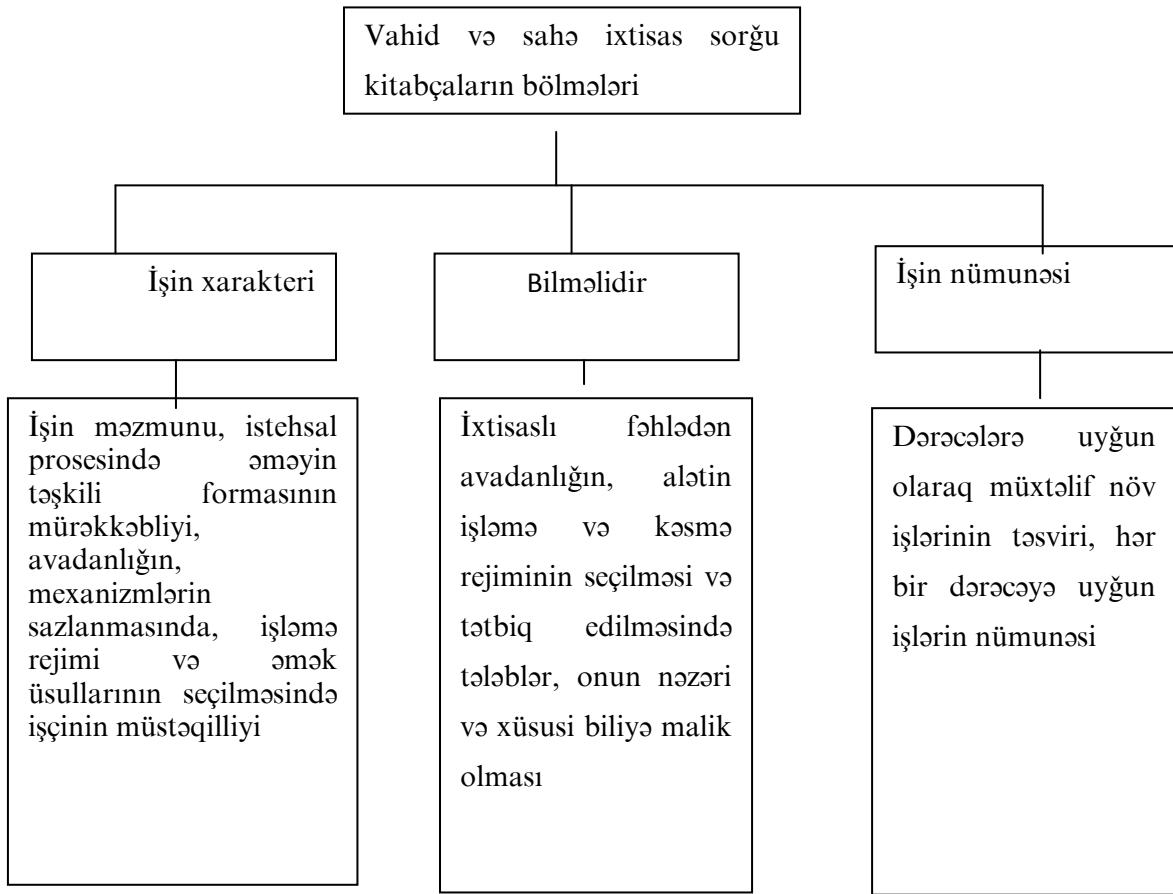 Vahid və sahə ixtisas sorğu
kitabçaların bölmələri
İşin xarakteri
Bilməlidir
İşin nümunəsi
İşin məzmunu, istehsal
prosesində əməyin
təşkili formasının
mürəkkəbliyi,
avadanlığın,
mexanizmlərin
sazlanmasında, işləmə
rejimi və əmək
üsullarının seçilməsində
işçinin müstəqilliyi
İxtisaslı fəhlədən
avadanlığın, alətin
işləmə və kəsmə
rejiminin seçilməsi və
tətbiq edilməsində
tələblər, onun nəzəri
və xüsusi biliyə malik
olması
Dərəcələrə uyğun
olaraq müxtəlif növ
işlərinin təsviri, hər
bir dərəcəyə uyğun
işlərin nümunəsi